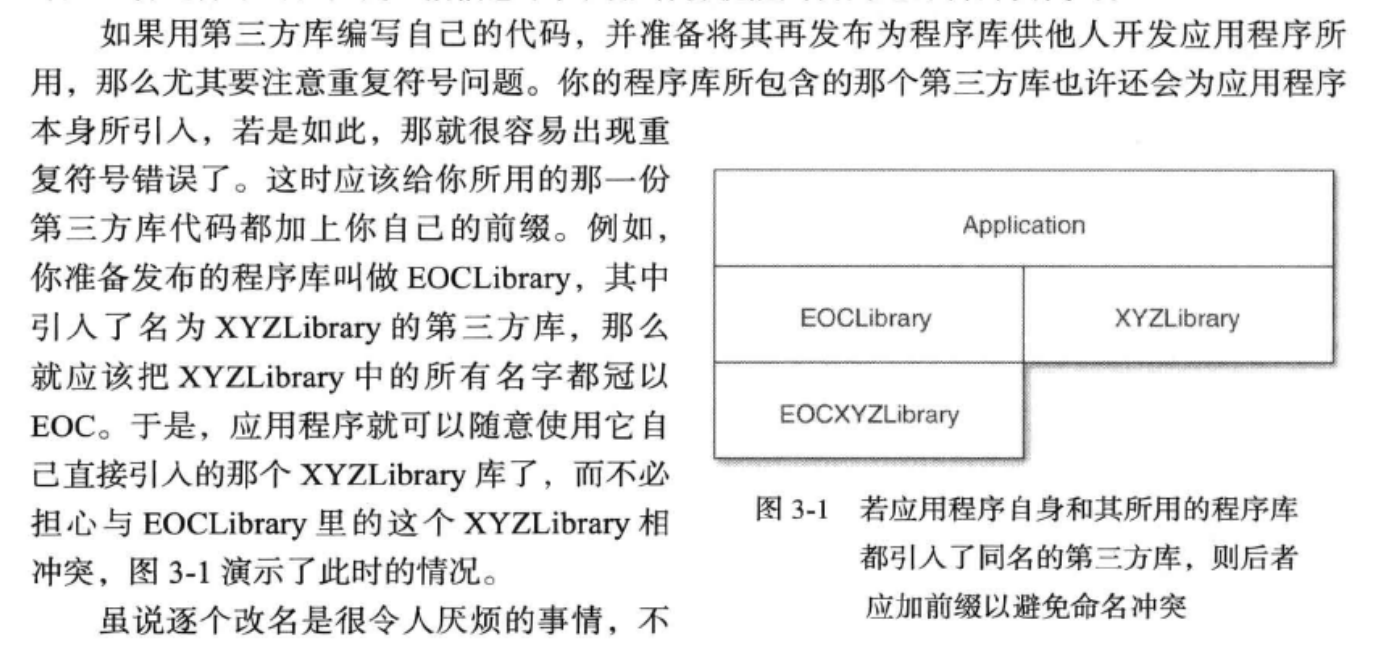 如果用第三方库编写自己的代码，并准备将其再发布为程序库供他人开发应用程序所
用，那么尤其要注意重复符号问题。你的程序库所包含的那个第三方库也许还会为应用程序
本身所引入，若是如此，那就很容易出现重
复符号错误了。这时应该给你所用的那一份
第三方库代码都加上你自己的前缀。例如，
你准备发布的程序库叫做 EOCLibrary，其中
引入了名为 XYZLibrary 的第三方库，那么
就应该把 XYZLibrary 中的所有名字都冠以
EOC。于是，应用程序就可以随意使用它自
己直接引入的那个 XYZLibrary 库了，而不必
担心与 EOCLibrary 里的这个 XYZLibrary 相
冲突，图 3-1 演示了此时的情况。
虽说逐个改名是很令人厌烦的事情，不
Application
EOCLibrary
XYZLibrary
EOCXYZLibrary
图 3-1 若应用程序自身和其所用的程序库
都引入了同名的第三方库，则后者
应加前缀以避免命名冲突